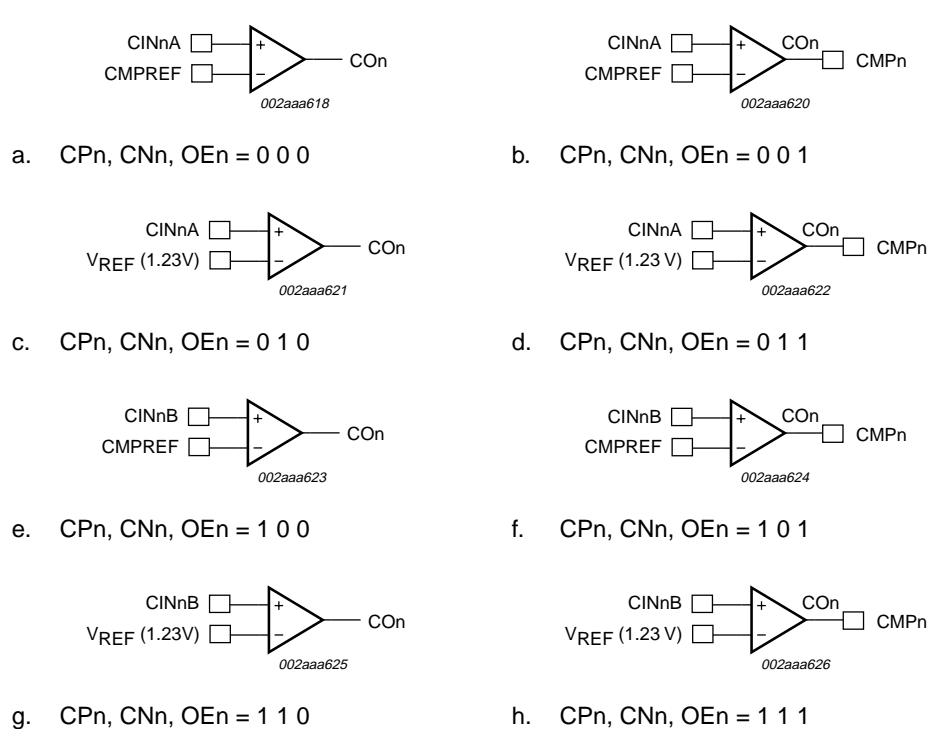 CINnA
+
COn
CMPREF
−
002aaa618
a. CPn, CNn, OEn = 0 0 0
CINnA
+
COn
CMPn
CMPREF
−
002aaa620
b. CPn, CNn, OEn = 0 0 1
CINnA
+
COn
VREF (1.23V)
−
002aaa621
c. CPn, CNn, OEn = 0 1 0
CINnA
+
COn
CMPn
VREF (1.23 V)
−
002aaa622
d. CPn, CNn, OEn = 0 1 1
CINnB
+
COn
CMPREF
−
002aaa623
e. CPn, CNn, OEn = 1 0 0
CINnB
+
COn
CMPn
CMPREF
−
002aaa624
f. CPn, CNn, OEn = 1 0 1
CINnB
+
COn
VREF (1.23V)
−
002aaa625
g. CPn, CNn, OEn = 1 1 0
CINnB
+
COn
CMPn
VREF (1.23 V)
−
002aaa626
h. CPn, CNn, OEn = 1 1 1